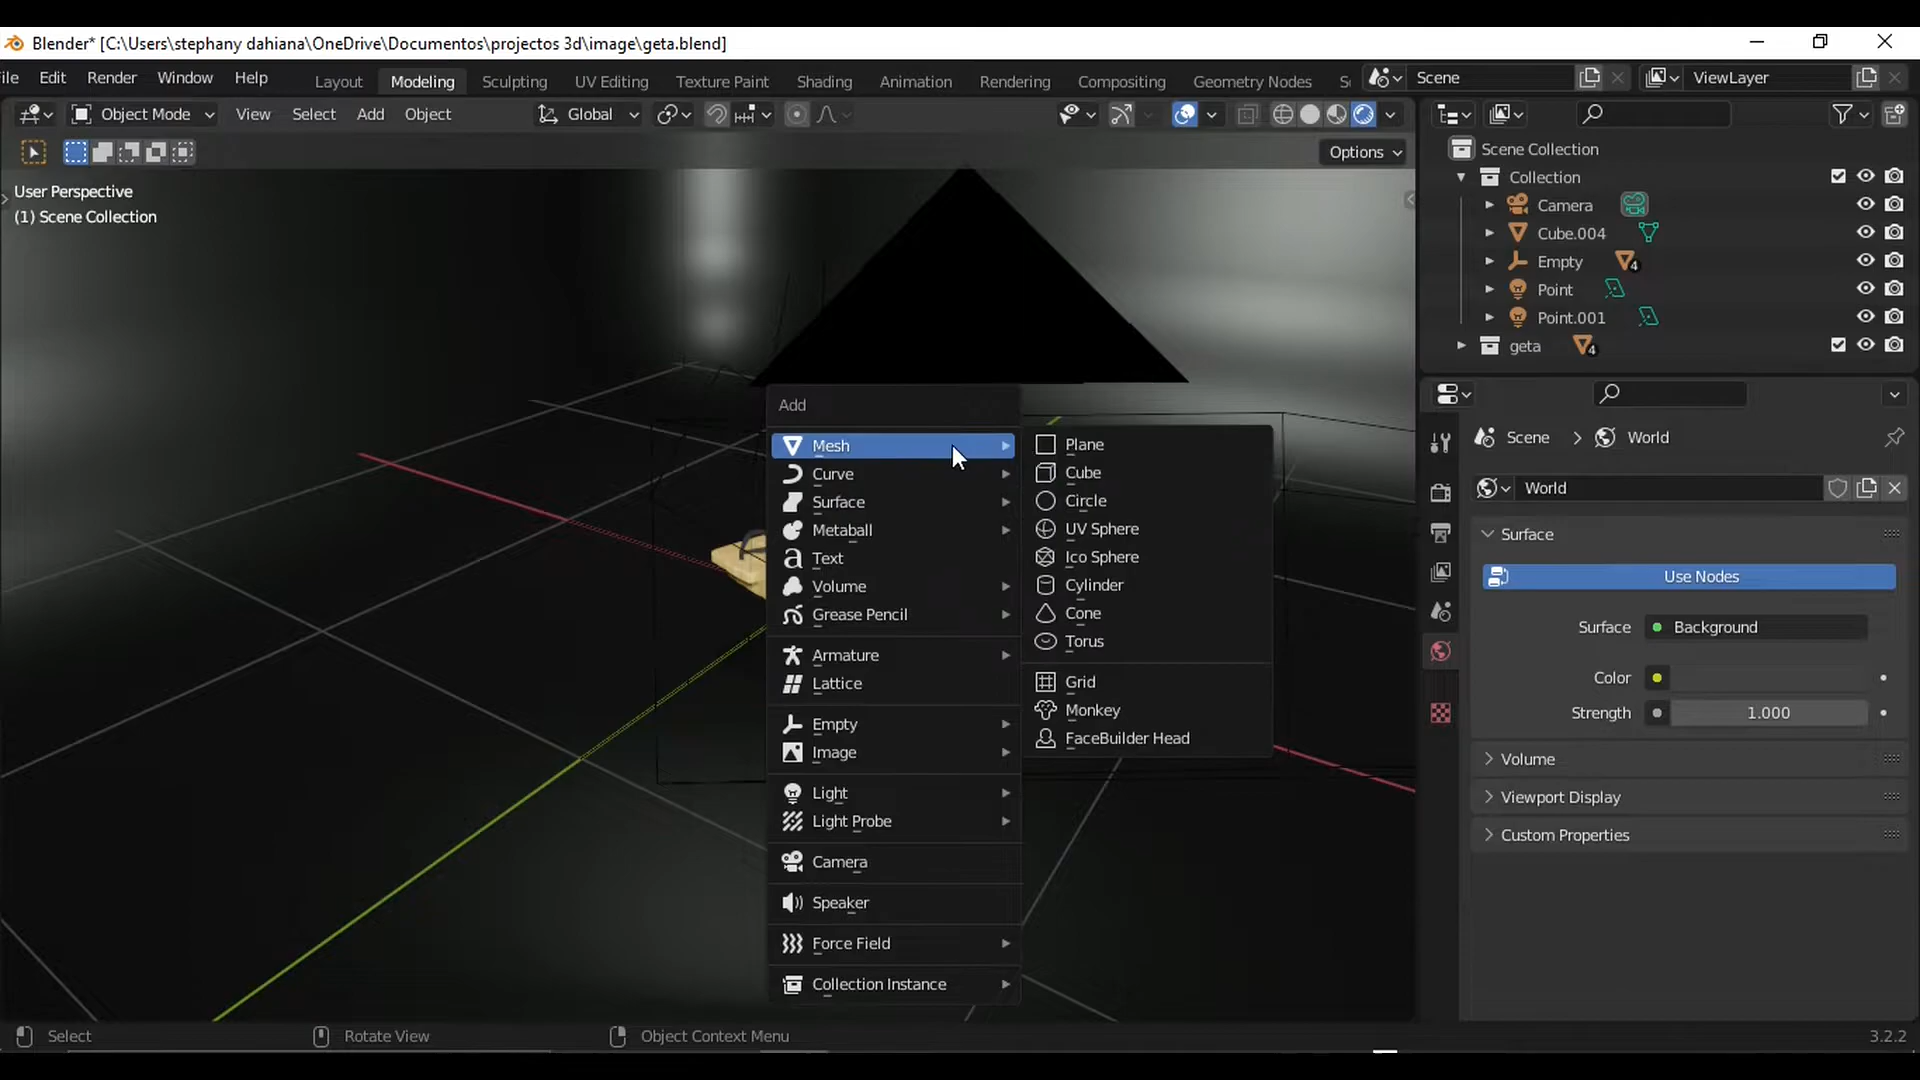 Blender* [C:\Users\stephany dahiana\OneDrive\Documentos\projectos 3d\image\geta.blend]
ile Edit Render Window Help Layout Modeling Sculpting UV Editing Texture Paint Shading Animation Rendering Compositing Geometry Nodes Sc Scene ViewLayer
Object Mode View Select Add Object Global
Options
User Perspective
(1) Scene Collection
Add
Mesh
Curve
Surface
Metaball
Text
Volume
Grease Pencil
Armature
Lattice
Empty
Image
Light
Light Probe
Camera
Speaker
Force Field
Collection Instance
Plane
Cube
Circle
UV Sphere
Ico Sphere
Cylinder
Cone
Torus
Grid
Monkey
FaceBuilder Head
Scene Collection
Collection
Camera
Cube.004
Empty 4
Point
Point.001
geta 4
Scene World
World
Surface
Use Nodes
Surface Background
Color
Strength 1.000
Volume
Viewport Display
Custom Properties
Select Rotate View Object Context Menu 3.2.2